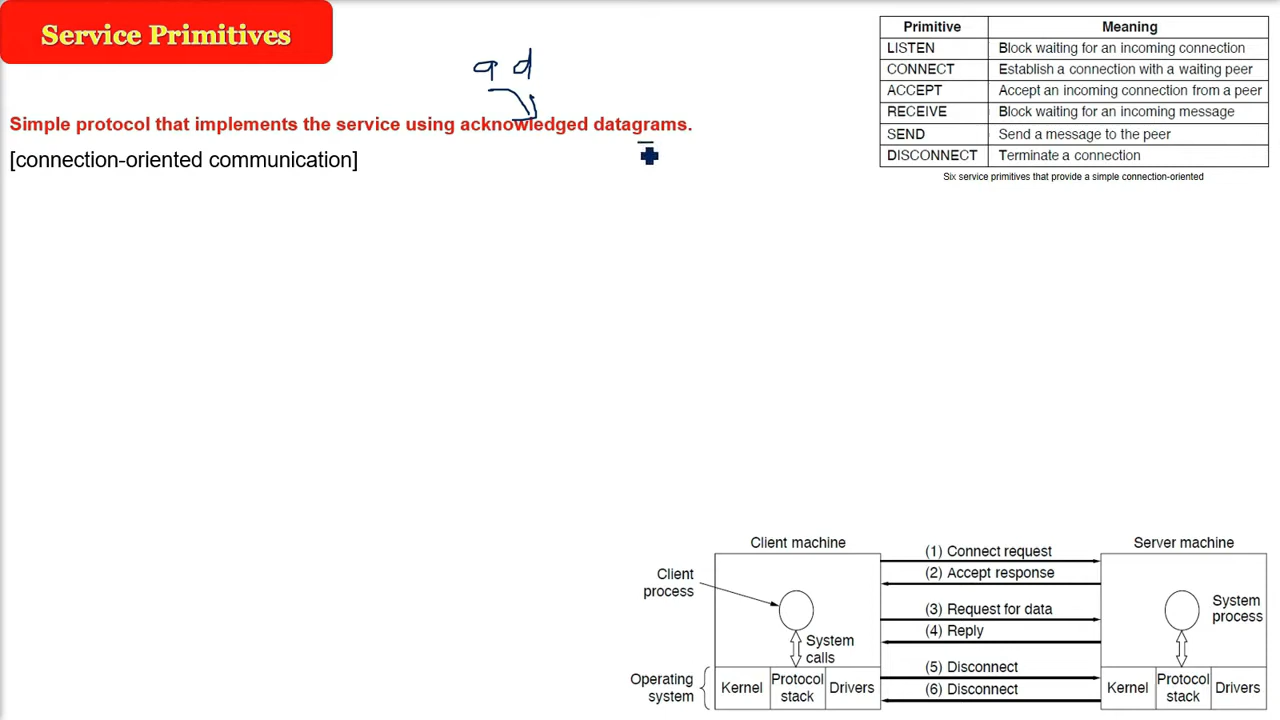 Service Primitives
a d
Simple protocol that implements the service using acknowledged datagrams.
[connection-oriented communication]
Primitive Meaning
LISTEN Block waiting for an incoming connection
CONNECT Establish a connection with a waiting peer
ACCEPT Accept an incoming connection from a peer
RECEIVE Block waiting for an incoming message
SEND Send a message to the peer
DISCONNECT Terminate a connection
Six service primitives that provide a simple connection-oriented
Client machine
Server machine
(1) Connect request
(2) Accept response
(3) Request for data
(4) Reply
(5) Disconnect
(6) Disconnect
Client
process
System
calls
System
process
Operating
system
Kernel
Protocol
stack
Drivers
Kernel
Protocol
stack
Drivers